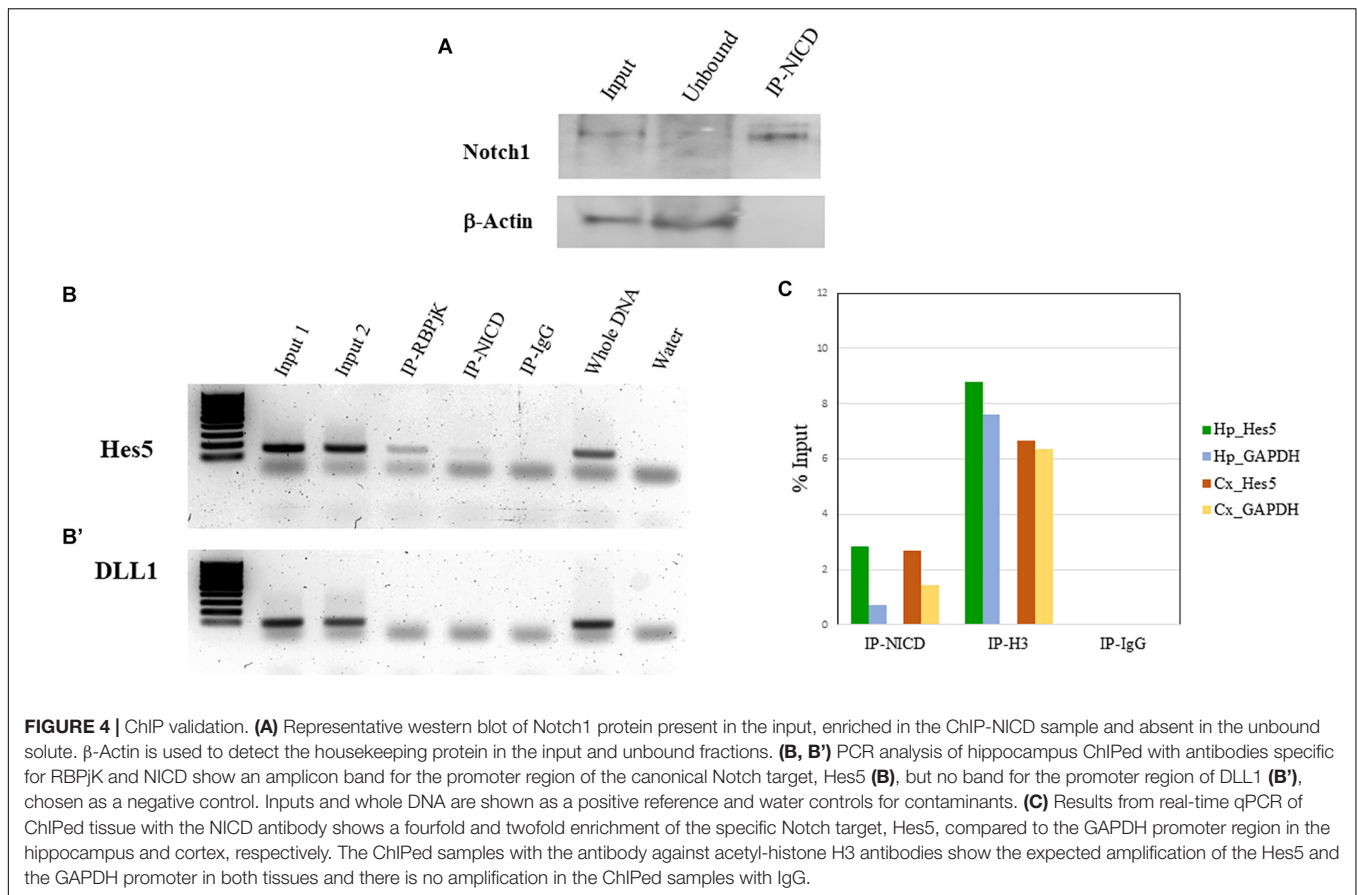 A
Input
Unbound
IP-NICD
Notch1
β-Actin
B
Input 1
Input 2
IP-RBPjK
IP-NICD
IP-IgG
Whole DNA
Water
Hes5
B'
DLL1
C
12
10
8
6
4
2
0
% Input
IP-NICD
IP-H3
IP-IgG
Hp_Hes5
Hp_GAPDH
Cx_Hes5
Cx_GAPDH
FIGURE 4 | ChIP validation. (A) Representative western blot of Notch1 protein present in the input, enriched in the ChIP-NICD sample and absent in the unbound
solute. β-Actin is used to detect the housekeeping protein in the input and unbound fractions. (B, B') PCR analysis of hippocampus ChIPed with antibodies specific
for RBPjK and NICD show an amplicon band for the promoter region of the canonical Notch target, Hes5 (B), but no band for the promoter region of DLL1 (B'),
chosen as a negative control. Inputs and whole DNA are shown as a positive reference and water controls for contaminants. (C) Results from real-time qPCR of
ChIPed tissue with the NICD antibody shows a fourfold and twofold enrichment of the specific Notch target, Hes5, compared to the GAPDH promoter region in the
hippocampus and cortex, respectively. The ChIPed samples with the antibody against acetyl-histone H3 antibodies show the expected amplification of the Hes5 and
the GAPDH promoter in both tissues and there is no amplification in the ChIPed samples with IgG.